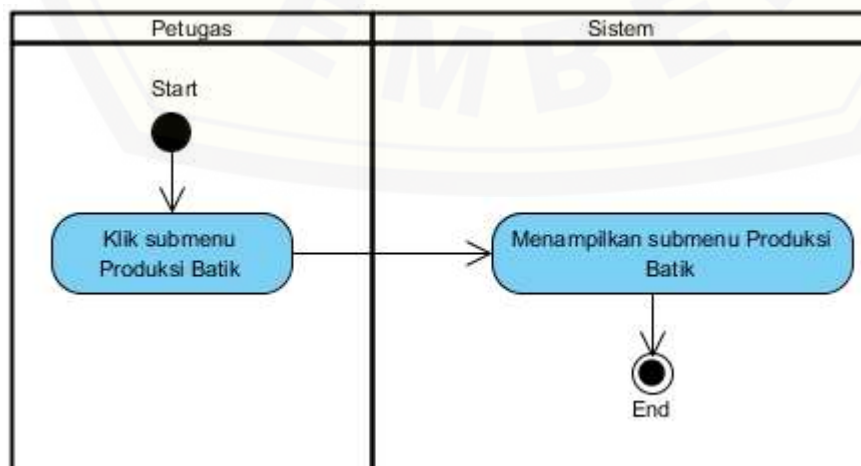 Petugas
Sistem
Start
Klik submenu
Produksi Batik
Menampilkan submenu Produksi
Batik
End